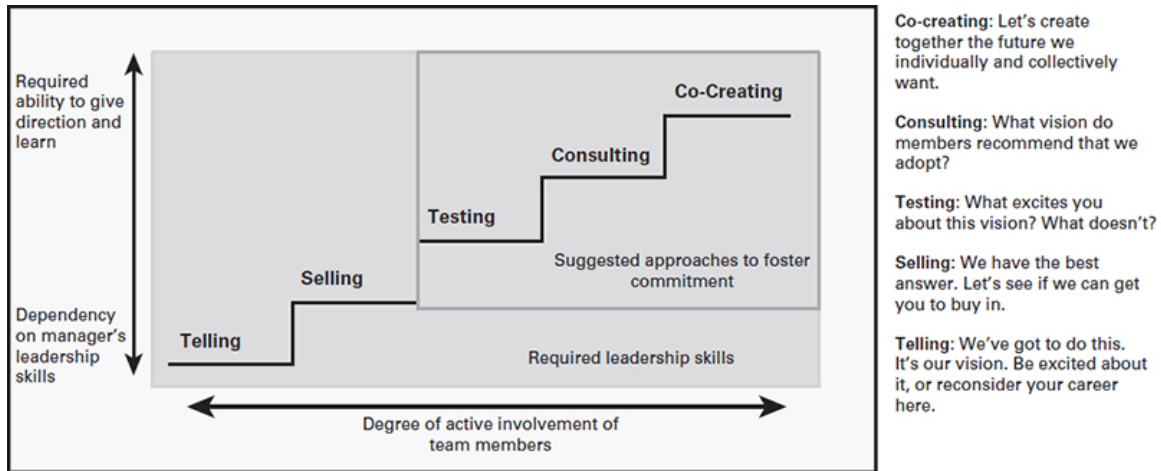 Required
ability to give
direction and
learn
Dependency
on manager's
leadership
skills
Co-Creating
Consulting
Testing
Suggested approaches to foster
commitment
Selling
Telling
Required leadership skills
Degree of active involvement of
team members
Co-creating: Let's create
together the future we
individually and collectively
want.
Consulting: What vision do
members recommend that we
adopt?
Testing: What excites you
about this vision? What doesn't?
Selling: We have the best
answer. Let's see if we can get
you to buy in.
Telling: We've got to do this.
It's our vision. Be excited about
it, or reconsider your career
here.